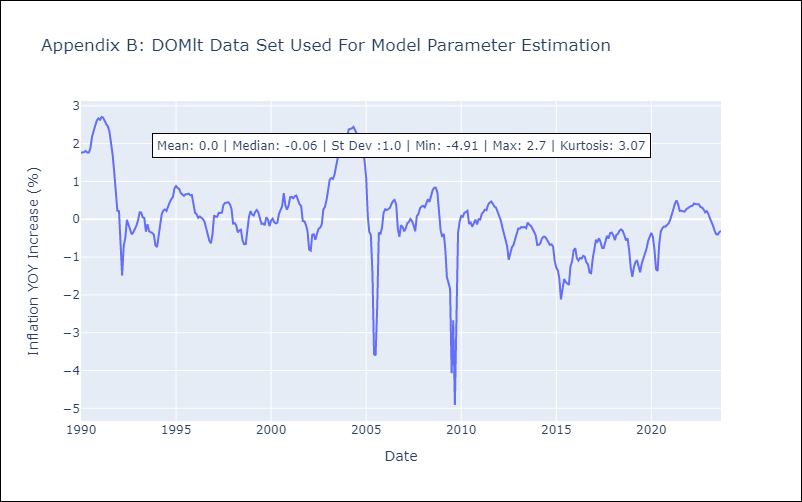 Appendix B: DOMlt Data Set Used For Model Parameter Estimation
3
Mean: 0.0 | Median: -0.06 | St Dev :1.0 | Min: -4.91 | Max: 2.7 | Kurtosis: 3.07
2
1
0
−1
−2
−3
−4
−5
Inflation YOY Increase (%)
1990 1995 2000 2005 2010 2015 2020
Date